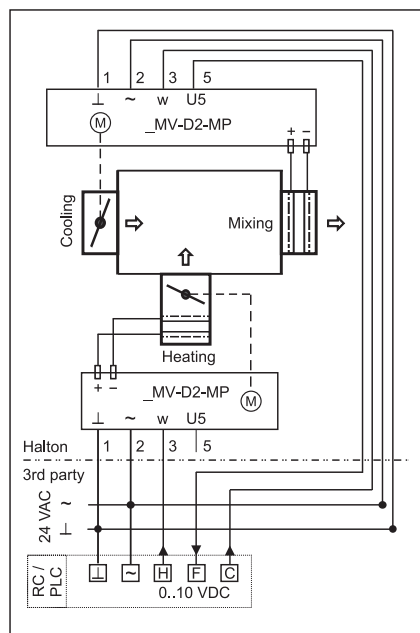 1 2 3 5
⊥ ~ w U5
M _MV-D2-MP
+ −
Cooling
Mixing
Heating
+ −
_MV-D2-MP
M
⊥ ~ w U5
1 2 3 5
Halton
3rd party
24 VAC ~ ⊥
RC / PLC
⊥ ~ H F C
0..10 VDC